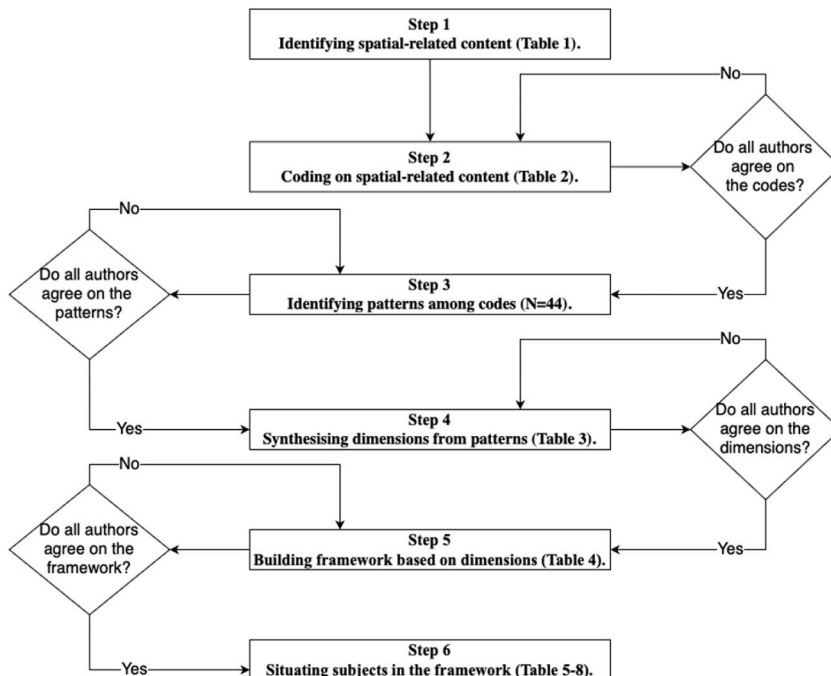 Step 1
Identifying spatial-related content (Table 1).
No
Step 2
Coding on spatial-related content (Table 2).
Do all authors
agree on
the codes?
No
Yes
Do all authors
agree on the
patterns?
Step 3
Identifying patterns among codes (N=44).
No
Yes
Step 4
Synthesising dimensions from patterns (Table 3).
Do all authors
agree on the
dimensions?
No
Yes
Do all authors
agree on the
framework?
Step 5
Building framework based on dimensions (Table 4).
Yes
Step 6
Situating subjects in the framework (Table 5-8).